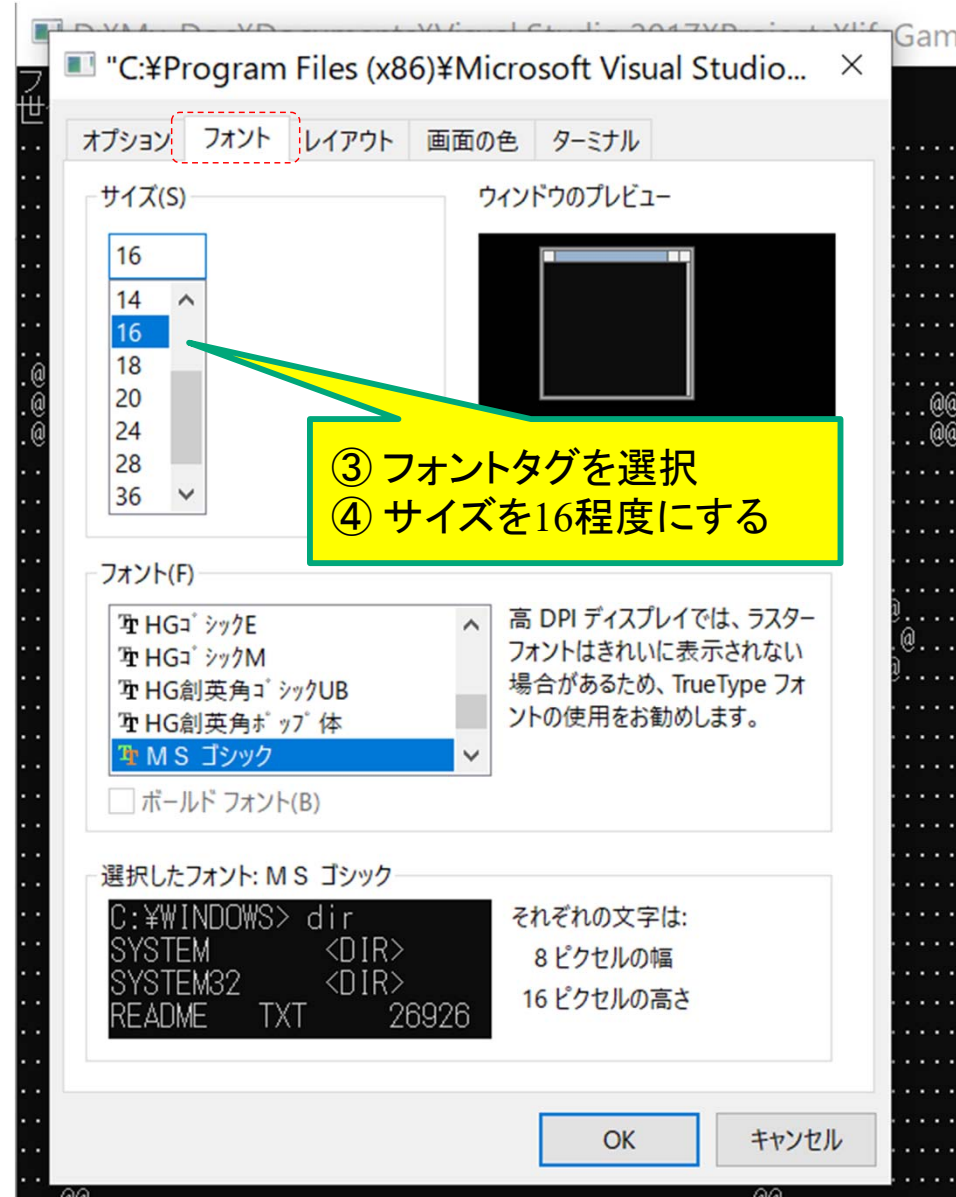 "C:¥Program Files (x86)¥Microsoft Visual Studio...
オプション フォント レイアウト 画面の色 ターミナル
サイズ(S)
16
14
16
18
20
24
28
36
ウィンドウのプレビュー
③ フォントタグを選択
④ サイズを16程度にする
フォント(F)
HGｺﾞｼｯｸE
HGｺﾞｼｯｸM
HG創英角ｺﾞｼｯｸUB
HG創英角ﾎﾟｯﾌﾟ体
ＭＳ ゴシック
高 DPI ディスプレイでは、ラスター
フォントはきれいに表示されない
場合があるため、TrueType フォ
ントの使用をお勧めします。
ボールド フォント(B)
選択したフォント: ＭＳ ゴシック
C:¥WINDOWS> dir
SYSTEM <DIR>
SYSTEM32 <DIR>
README TXT 26926
それぞれの文字は:
8 ピクセルの幅
16 ピクセルの高さ
OK キャンセル